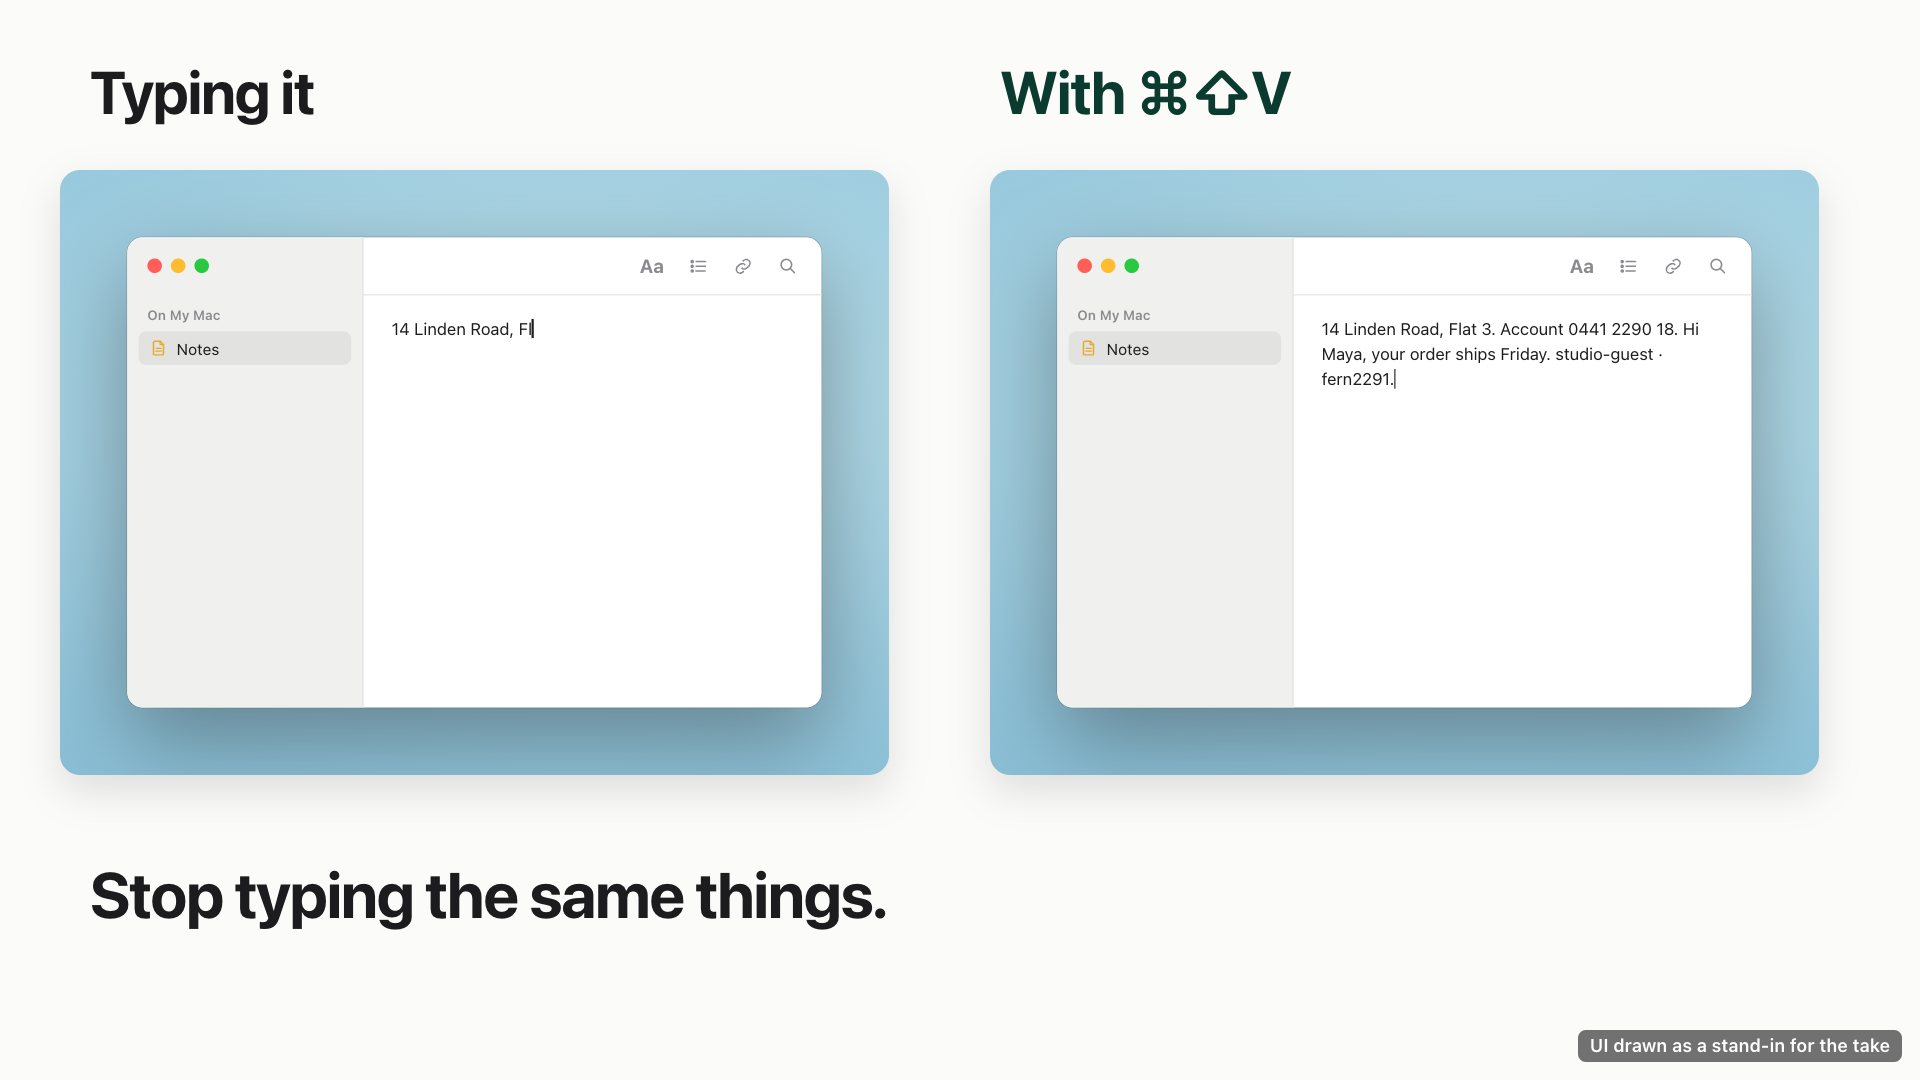 Typing it
With ⌘⇧V
Aa
On My Mac
Notes
14 Linden Road, Fl
Aa
On My Mac
Notes
14 Linden Road, Flat 3. Account 0441 2290 18. Hi
Maya, your order ships Friday. studio-guest ·
fern2291.
Stop typing the same things.
UI drawn as a stand-in for the take